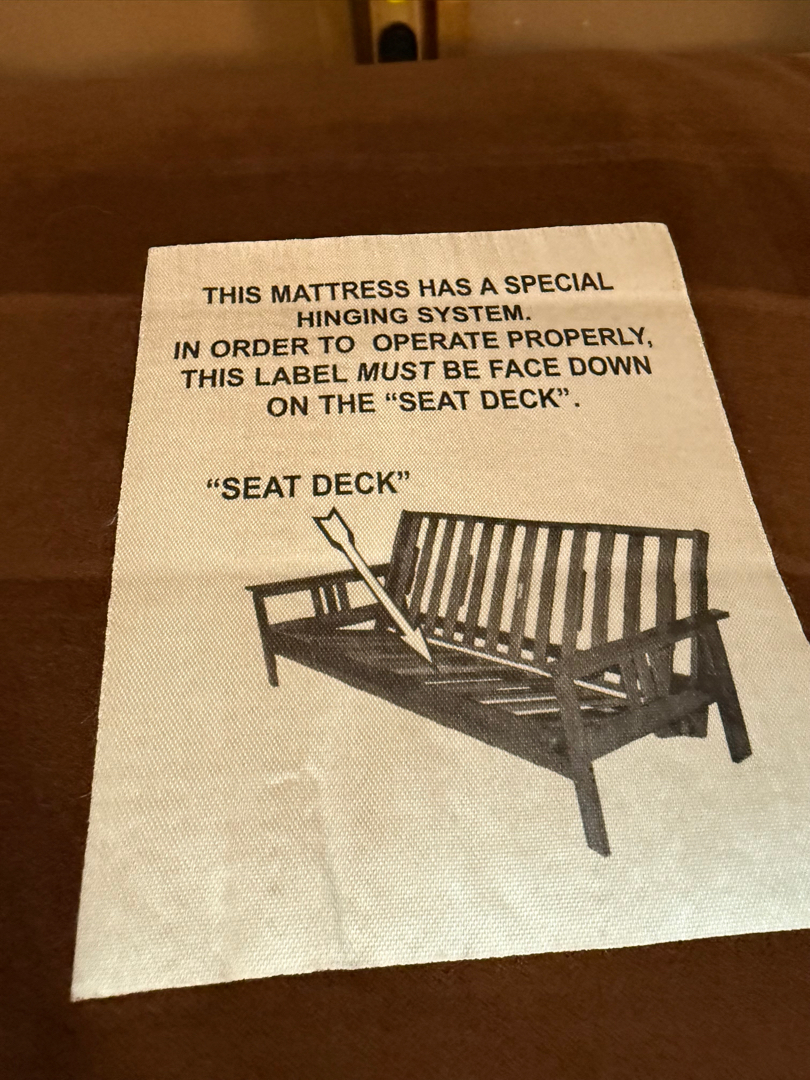 THIS MATTRESS HAS A SPECIAL
HINGING SYSTEM.
IN ORDER TO OPERATE PROPERLY,
THIS LABEL MUST BE FACE DOWN
ON THE “SEAT DECK”.
“SEAT DECK”